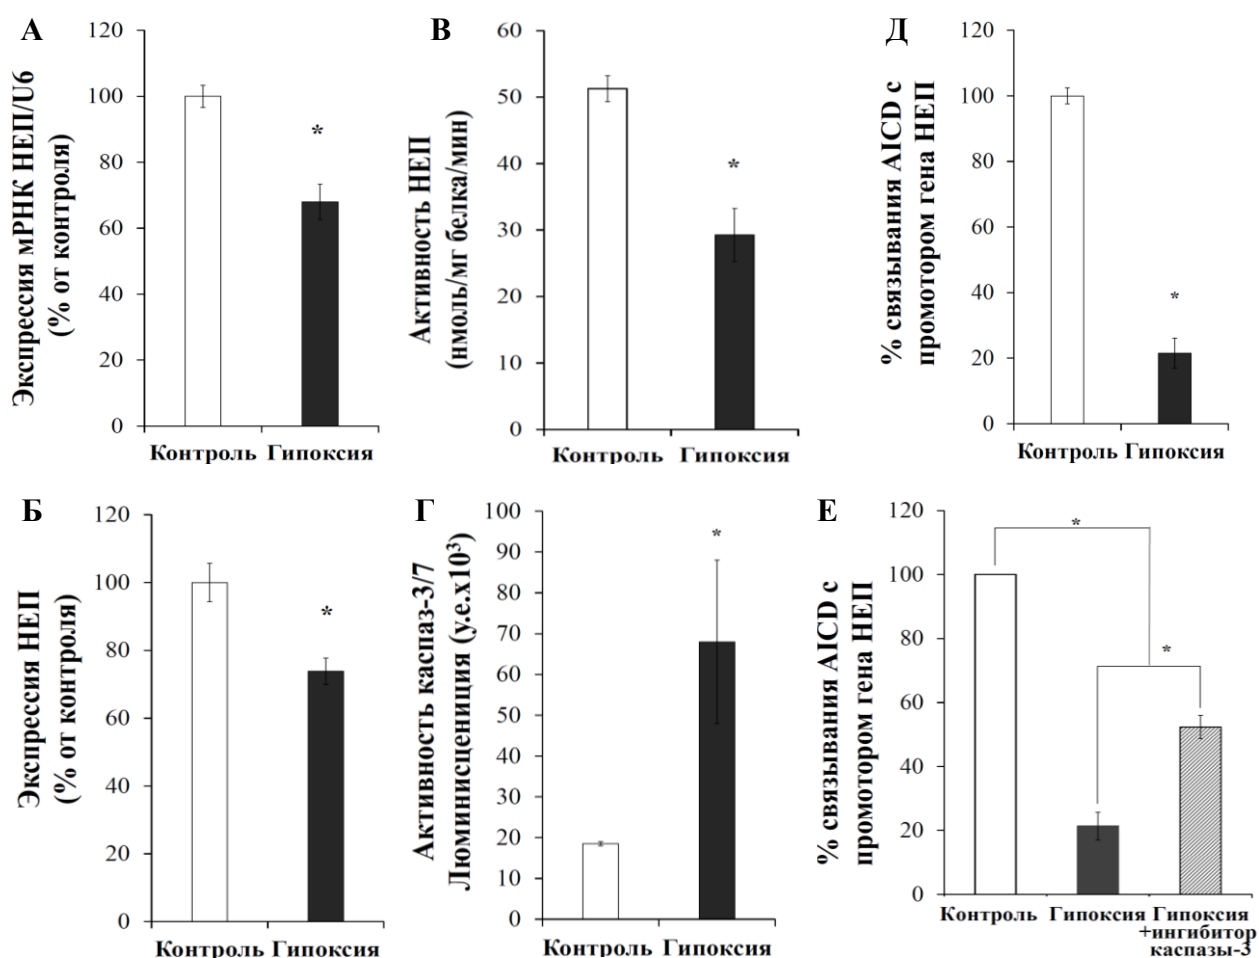 А
Экспрессия мРНК НЕП/U6
(% от контроля)
120
100
80
60
40
20
0
*
Контроль Гипоксия
В
Активность НЕП
(нмоль/мг белка/мин)
60
50
40
30
20
10
0
*
Контроль Гипоксия
Д
% связывания AICD с
промотором гена НЕП
120
100
80
60
40
20
0
*
Контроль Гипоксия
Б
Экспрессия НЕП
(% от контроля)
120
100
80
60
40
20
0
*
Контроль Гипоксия
Г
Активность каспаз-3/7
Люминисцениция (у.е.x10³)
100
90
80
70
60
50
40
30
20
10
0
*
Контроль Гипоксия
Е
% связывания AICD с
промотором гена НЕП
120
100
80
60
40
20
0
*
*
Контроль Гипоксия Гипоксия
+ингибитор
каспазы-3